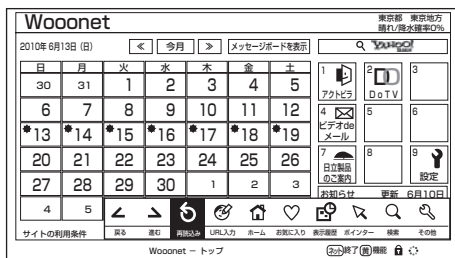 Wooonet
東京都 東京地方
晴れ/降水確率0%
2010年 6月13日 (日)
≪ 今月 ≫ メッセージボードを表示
YAHOO!
日 月 火 水 木 金 土
30 31 1 2 3 4 5
6 7 8 9 10 11 12
13 14 15 16 17 18 19
20 21 22 23 24 25 26
27 28 29 30 1 2 3
4 5
1 アクトビラ
2 DoTV
3
4 ビデオde
メール
5
6
7 日立製品
のご案内
8
9 設定
お知らせ 更新 6月10日
サイトの利用条件
戻る 進む 再読込み URL入力 ホーム お気に入り 表示履歴 ポインター 検索 その他
Wooonet − トップ
ネット終了 黄 機能